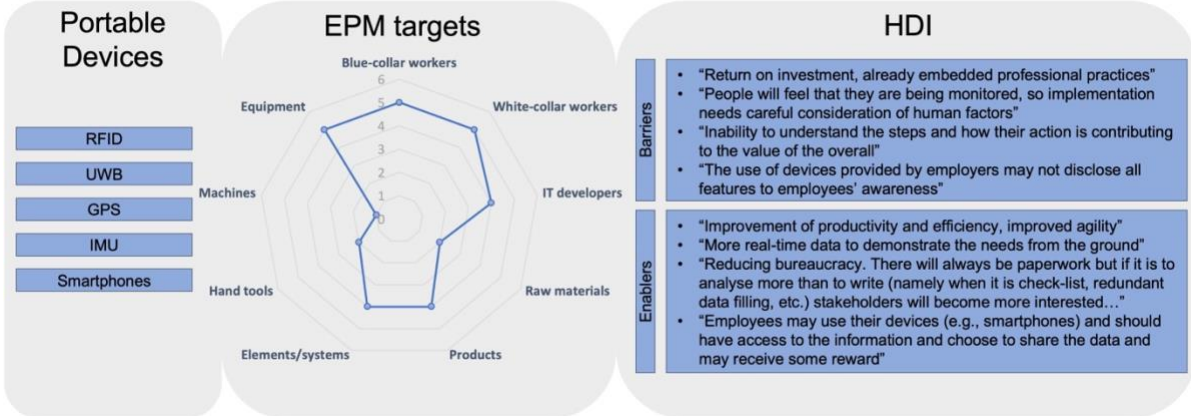 Portable
Devices
RFID
UWB
GPS
IMU
Smartphones
EPM targets
Blue-collar workers
White-collar workers
IT developers
Raw materials
Products
Elements/systems
Hand tools
Machines
Equipment
6
5
4
3
2
1
0
HDI
Barriers
• “Return on investment, already embedded professional practices”
• “People will feel that they are being monitored, so implementation
needs careful consideration of human factors”
• “Inability to understand the steps and how their action is contributing
to the value of the overall”
• “The use of devices provided by employers may not disclose all
features to employees’ awareness”
Enablers
• “Improvement of productivity and efficiency, improved agility”
• “More real-time data to demonstrate the needs from the ground”
• “Reducing bureaucracy. There will always be paperwork but if it is to
analyse more than to write (namely when it is check-list, redundant
data filling, etc.) stakeholders will become more interested…”
• “Employees may use their devices (e.g., smartphones) and should
have access to the information and choose to share the data and
may receive some reward”